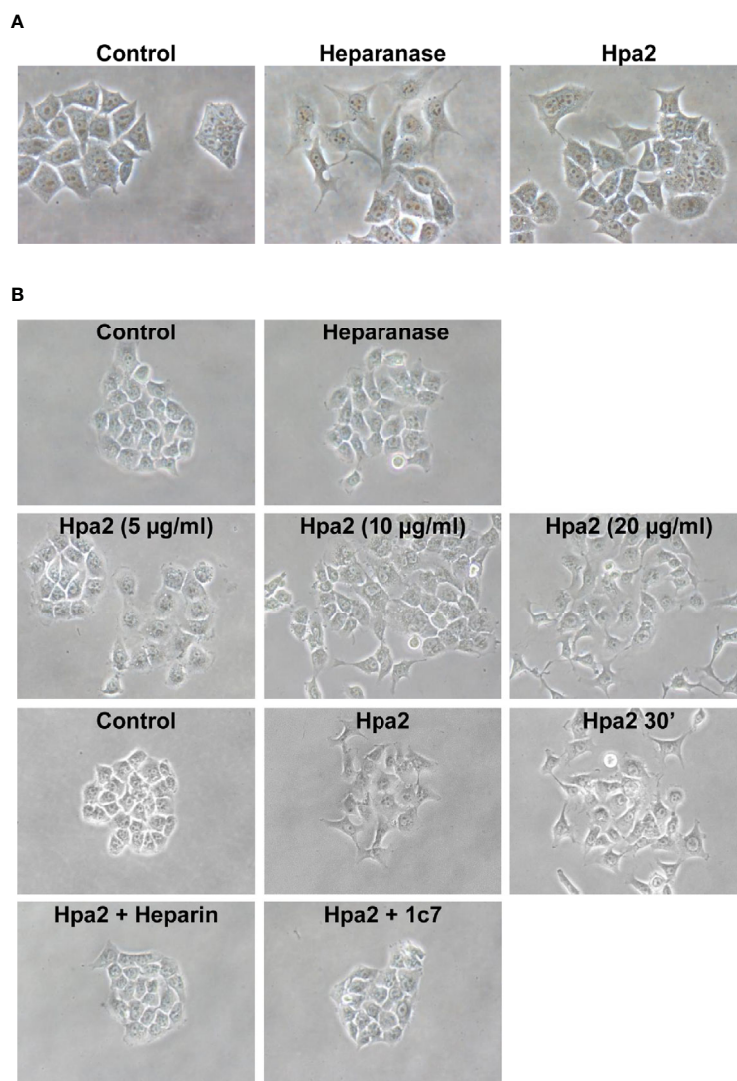 A
Control Heparanase Hpa2
B
Control Heparanase
Hpa2 (5 µg/ml) Hpa2 (10 µg/ml) Hpa2 (20 µg/ml)
Control Hpa2 Hpa2 30’
Hpa2 + Heparin Hpa2 + 1c7